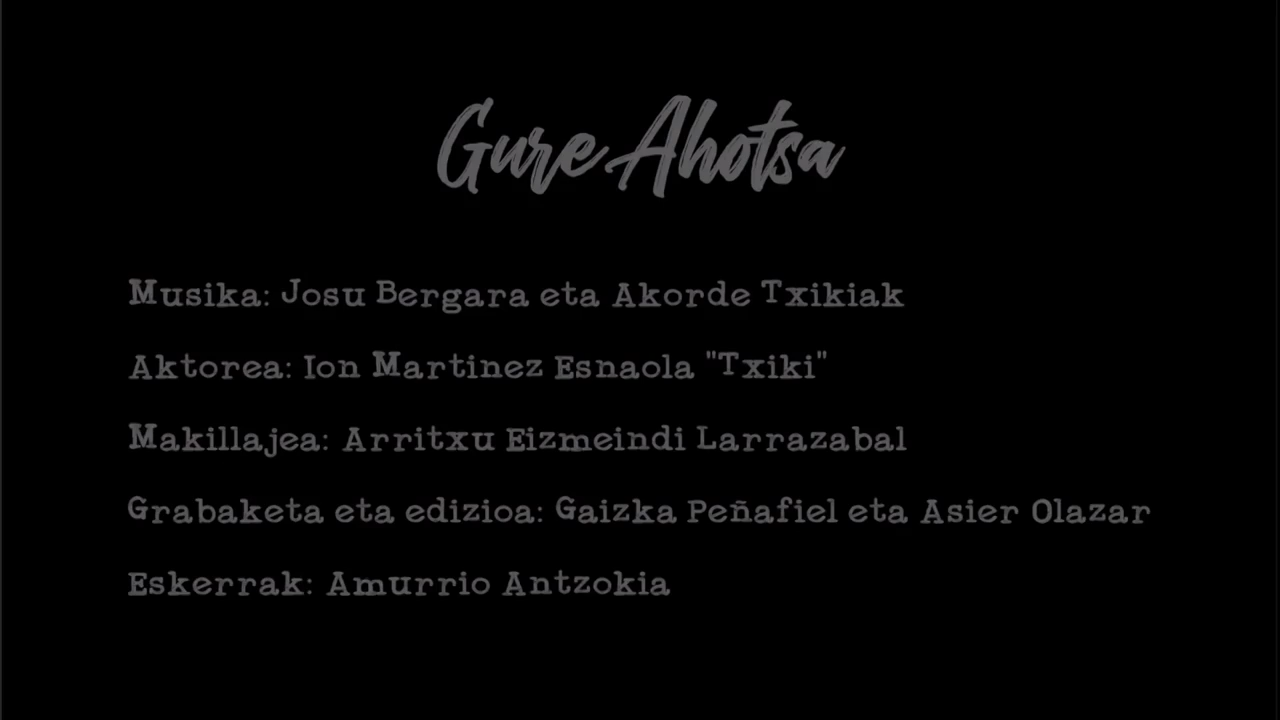 Gure Ahotsa
Musika: Josu Bergara eta Akorde Txikiak
Aktorea: Ion Martinez Esnaola "Txiki"
Makillajea: Arritxu Eizmeindi Larrazabal
Grabaketa eta edizioa: Gaizka Peñafiel eta Asier Olazar
Eskerrak: Amurrio Antzokia